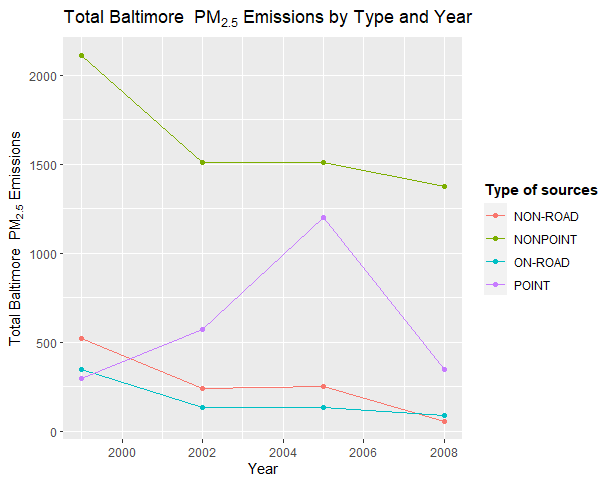 Total Baltimore PM2.5 Emissions by Type and Year
Total Baltimore PM2.5 Emissions
2000
1500
1000
500
0
2000 2002 2004 2006 2008
Year
Type of sources
NON-ROAD
NONPOINT
ON-ROAD
POINT